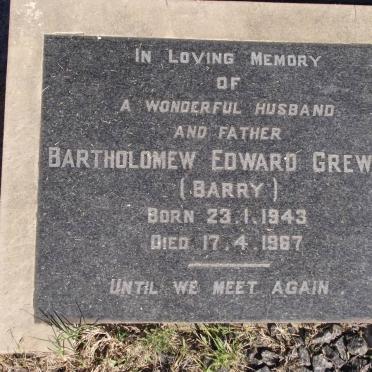 In Loving Memory
of
a wonderful husband
and father
Bartholomew Edward Grew
(Barry)
Born 23.1.1943
Died 17.4.1967
Until we meet again.